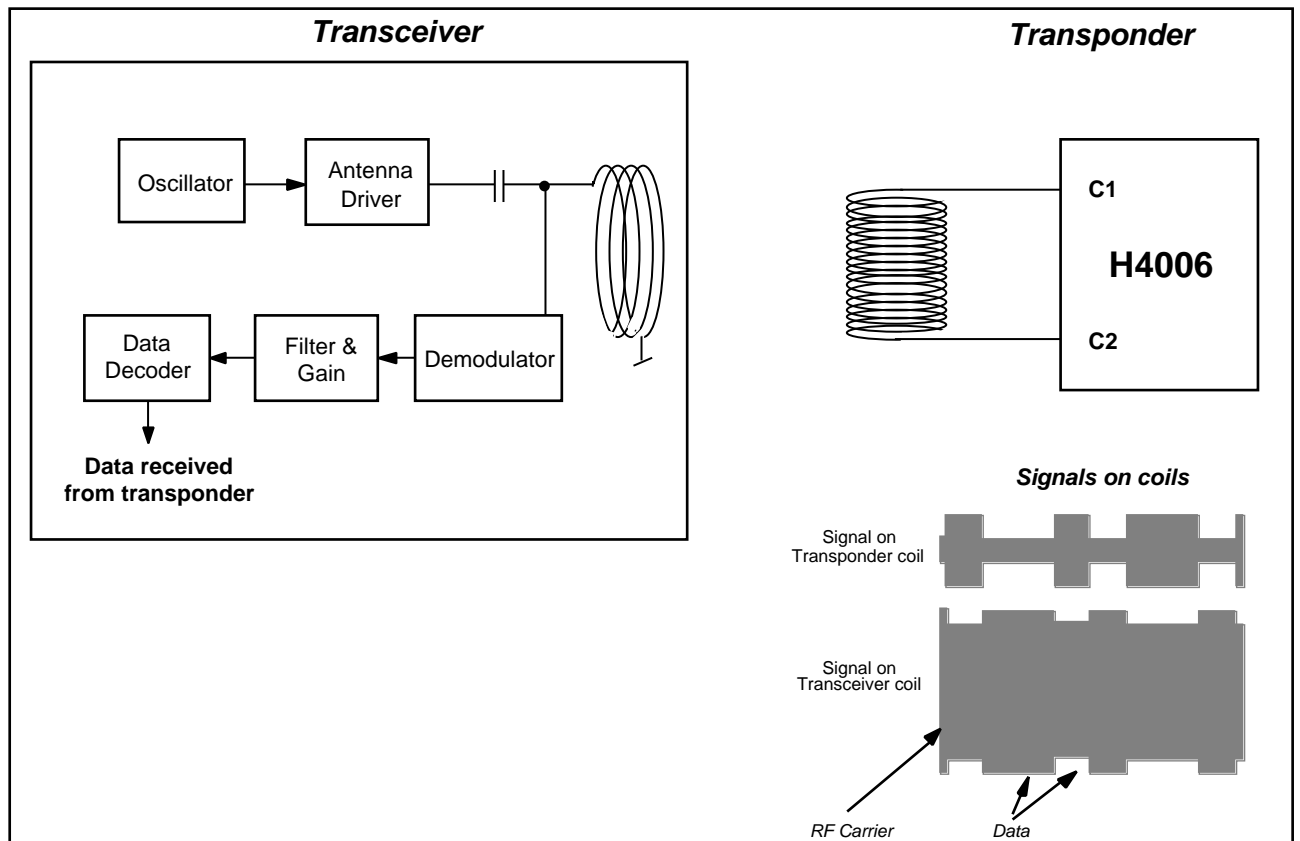 Transceiver
Transponder
Oscillator
Antenna
Driver
Data
Decoder
Filter &
Gain
Demodulator
Data received
from transponder
C1
H4006
C2
Signals on coils
Signal on
Transponder coil
Signal on
Transceiver coil
RF Carrier
Data